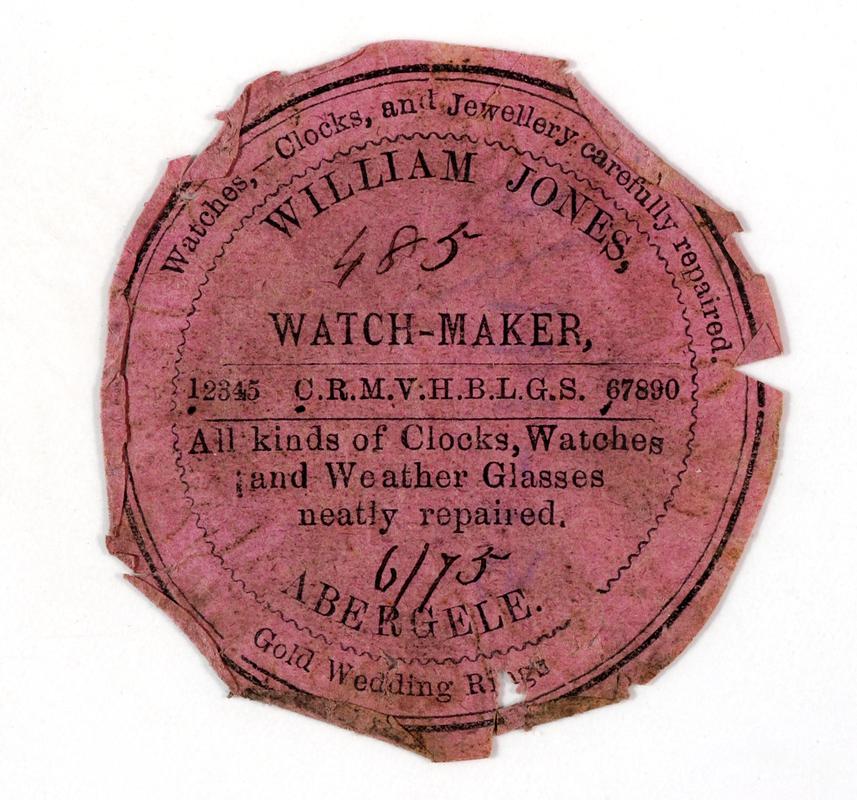 Watches,—Clocks, and Jewellery carefully repaired.
WILLIAM JONES,
485
WATCH-MAKER,
12345 C.R.M.V.H.B.L.G.S. 67890
All kinds of Clocks, Watches
and Weather Glasses
neatly repaired.
6/75
ABERGELE.
Gold Wedding Rings